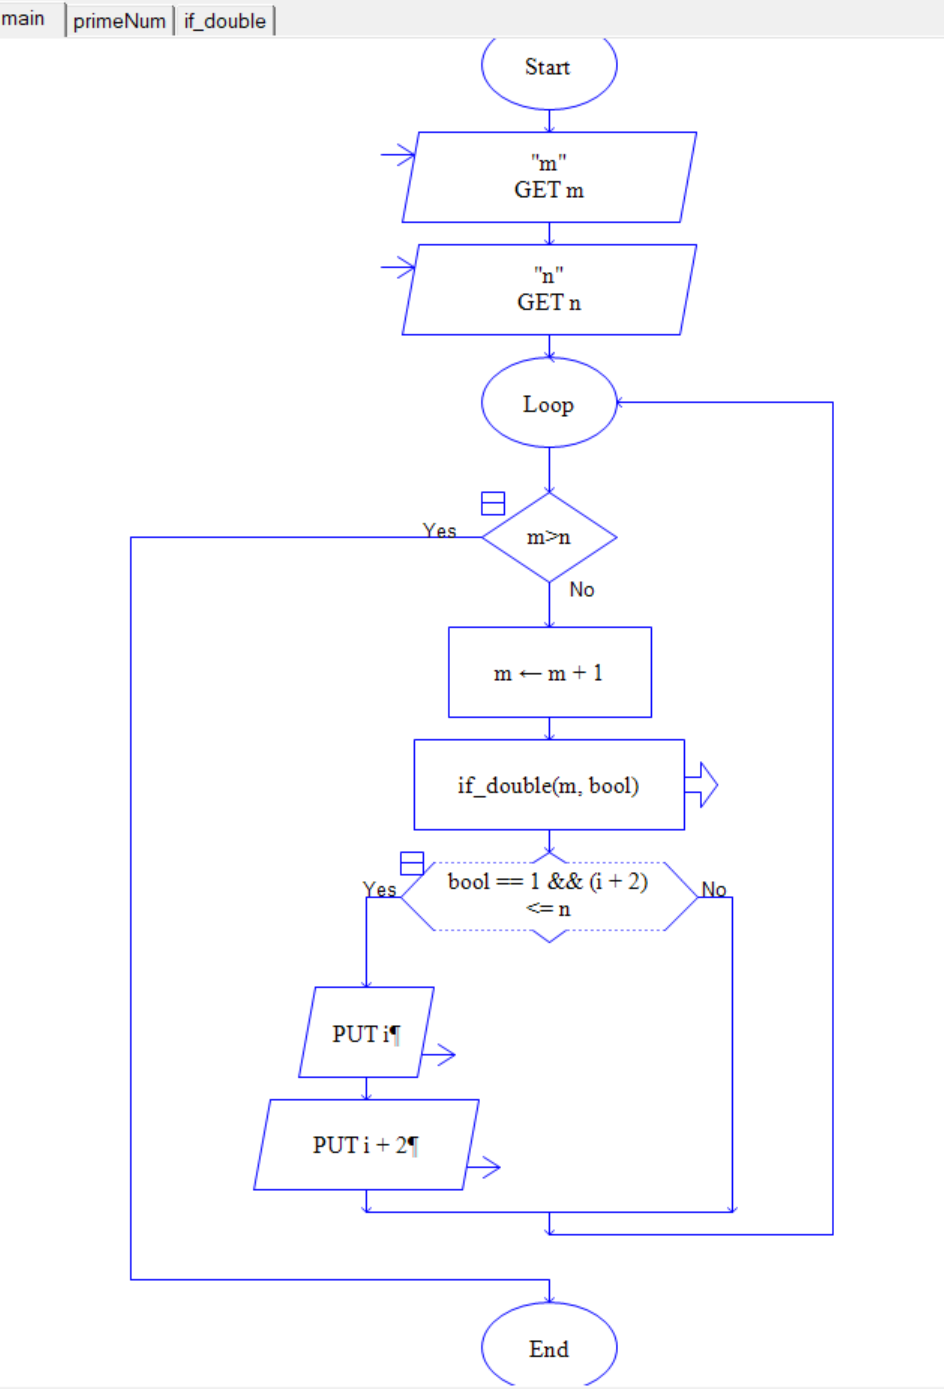 main primeNum if_double
Start
"m"
GET m
"n"
GET n
Loop
Yes
m>n
No
m ← m + 1
if_double(m, bool)
Yes
bool == 1 && (i + 2)
<= n
No
PUT i¶
PUT i + 2¶
End